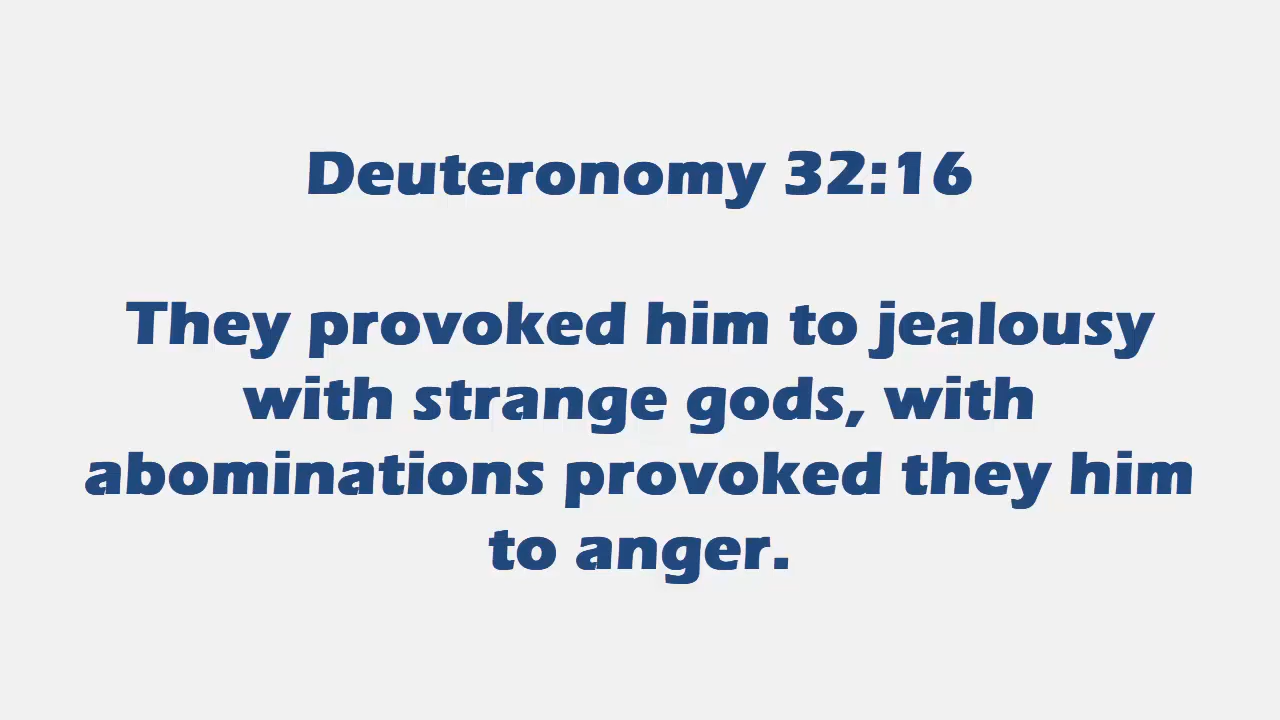 Deuteronomy 32:16
They provoked him to jealousy
with strange gods, with
abominations provoked they him
to anger.